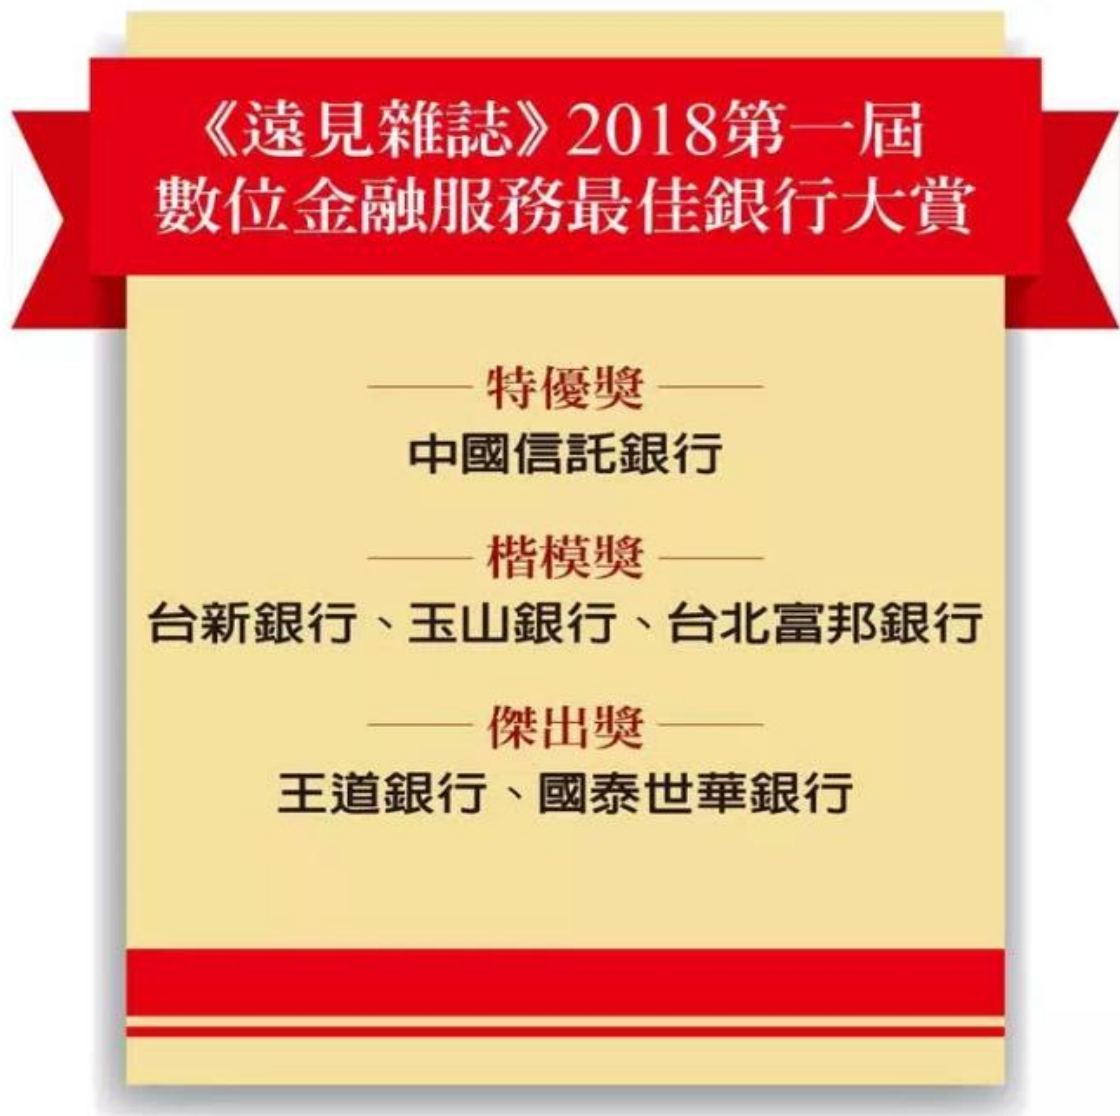 《遠見雜誌》2018第一屆
數位金融服務最佳銀行大賞
特優獎
中國信託銀行
楷模獎
台新銀行、玉山銀行、台北富邦銀行
傑出獎
王道銀行、國泰世華銀行